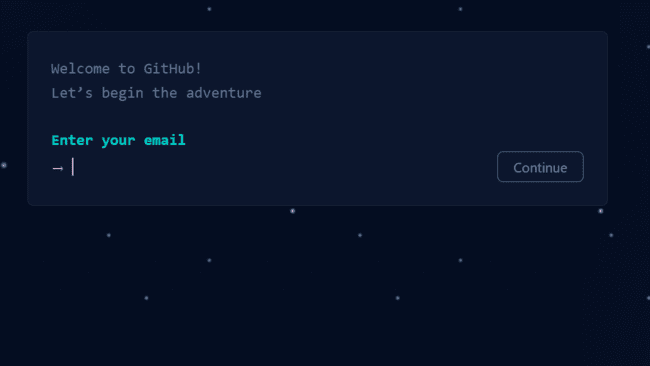 Welcome to GitHub!
Let’s begin the adventure
Enter your email
→
Continue